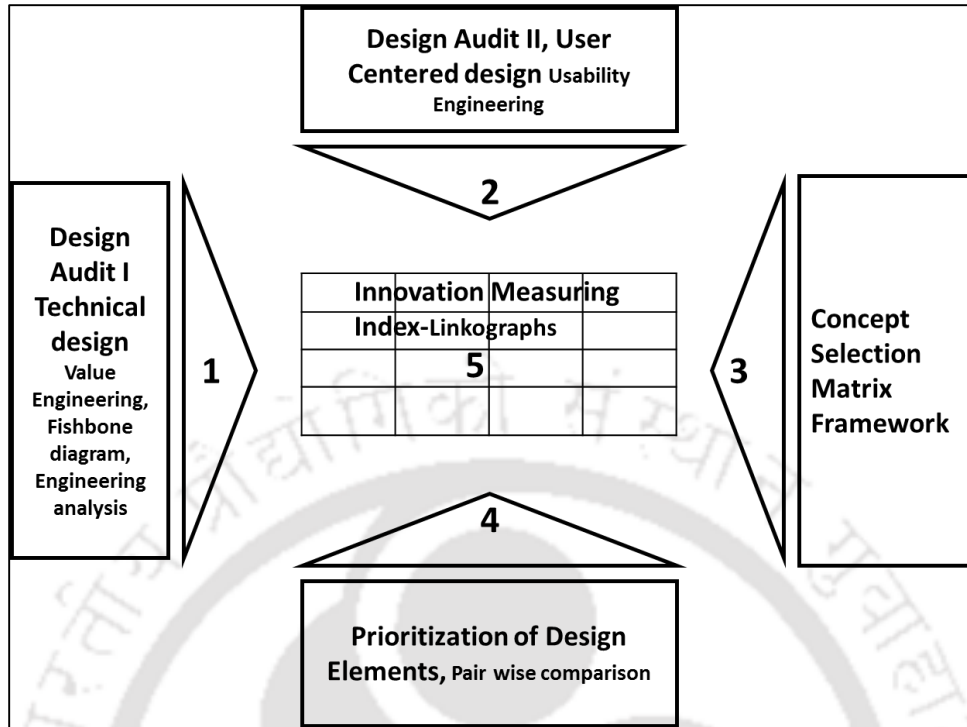 Design Audit II, User
Centered design Usability
Engineering
2
Design
Audit I
Technical
design
Value
Engineering,
Fishbone
diagram,
Engineering
analysis
1
Innovation Measuring
Index-Linkographs
5
3
Concept
Selection
Matrix
Framework
4
Prioritization of Design
Elements, Pair wise comparison
प्रौद्योगिकी संस्थान